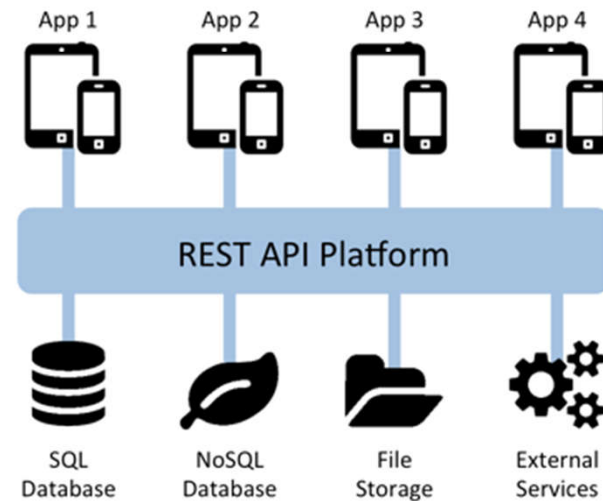 App 1
App 2
App 3
App 4
REST API Platform
SQL
Database
NoSQL
Database
File
Storage
External
Services